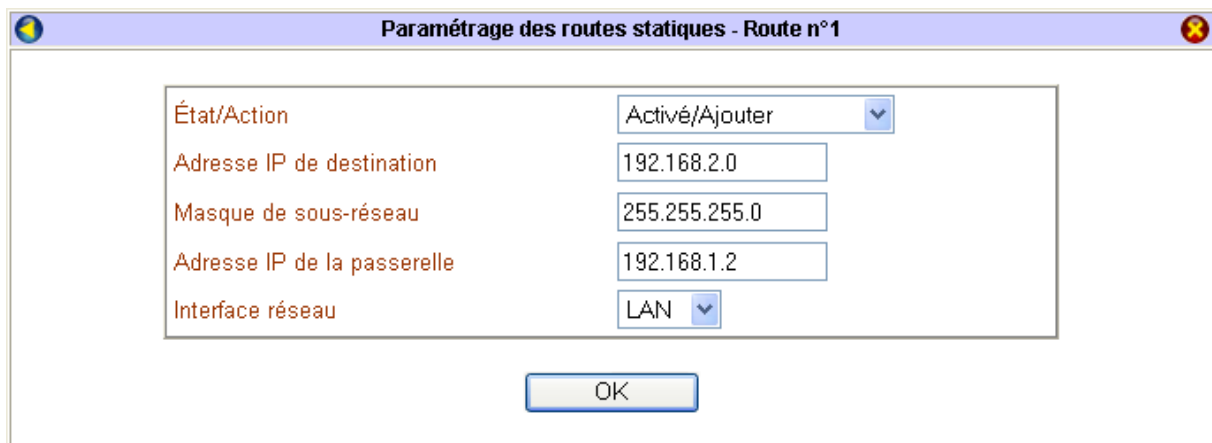 Paramétrage des routes statiques - Route n°1
État/Action Activé/Ajouter
Adresse IP de destination 192.168.2.0
Masque de sous-réseau 255.255.255.0
Adresse IP de la passerelle 192.168.1.2
Interface réseau LAN
OK